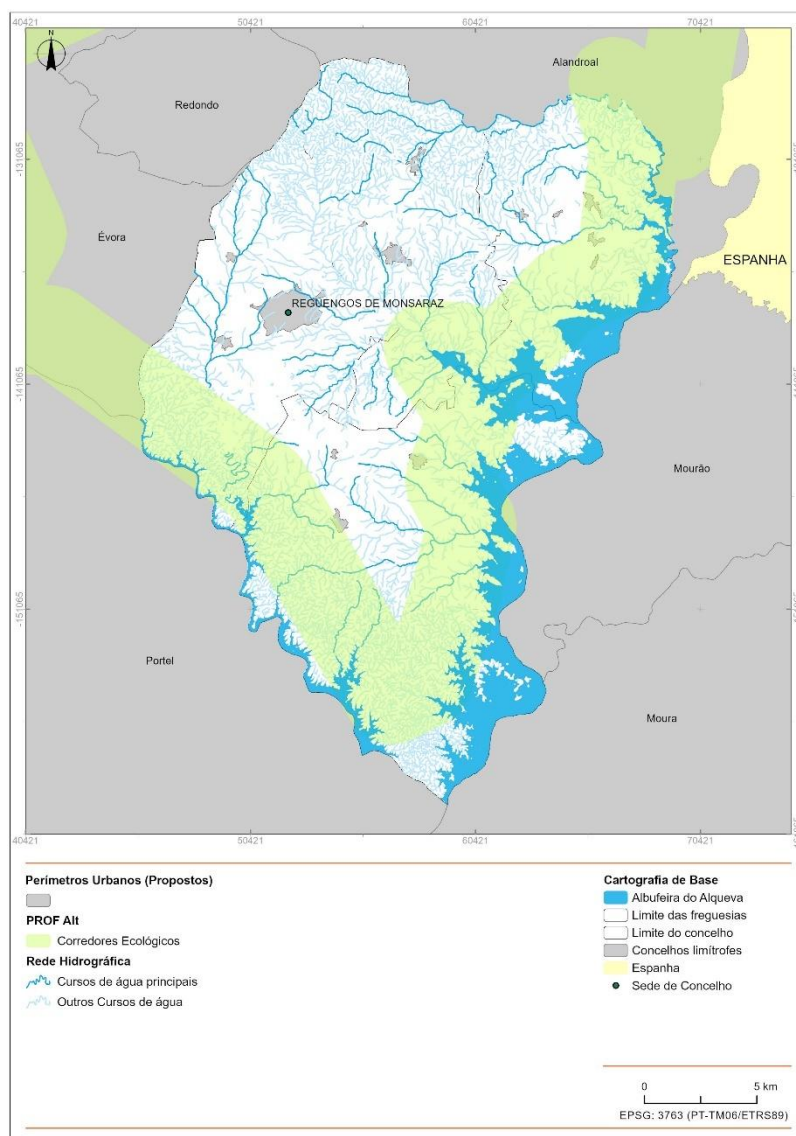 40421 50421 60421 70421
N
Alandroal
Redondo
-131065
Évora
ESPANHA
REGUENGOS DE MONSARAZ
-141065
Mourão
-151065
Portel
Moura
40421 50421 60421 70421
Perímetros Urbanos (Propostos)
PROF Alt
Corredores Ecológicos
Rede Hidrográfica
Cursos de água principais
Outros Cursos de água
Cartografia de Base
Albufeira do Alqueva
Limite das freguesias
Limite do concelho
Concelhos limítrofes
Espanha
Sede de Concelho
0 5 km
EPSG: 3763 (PT-TM06/ETRS89)